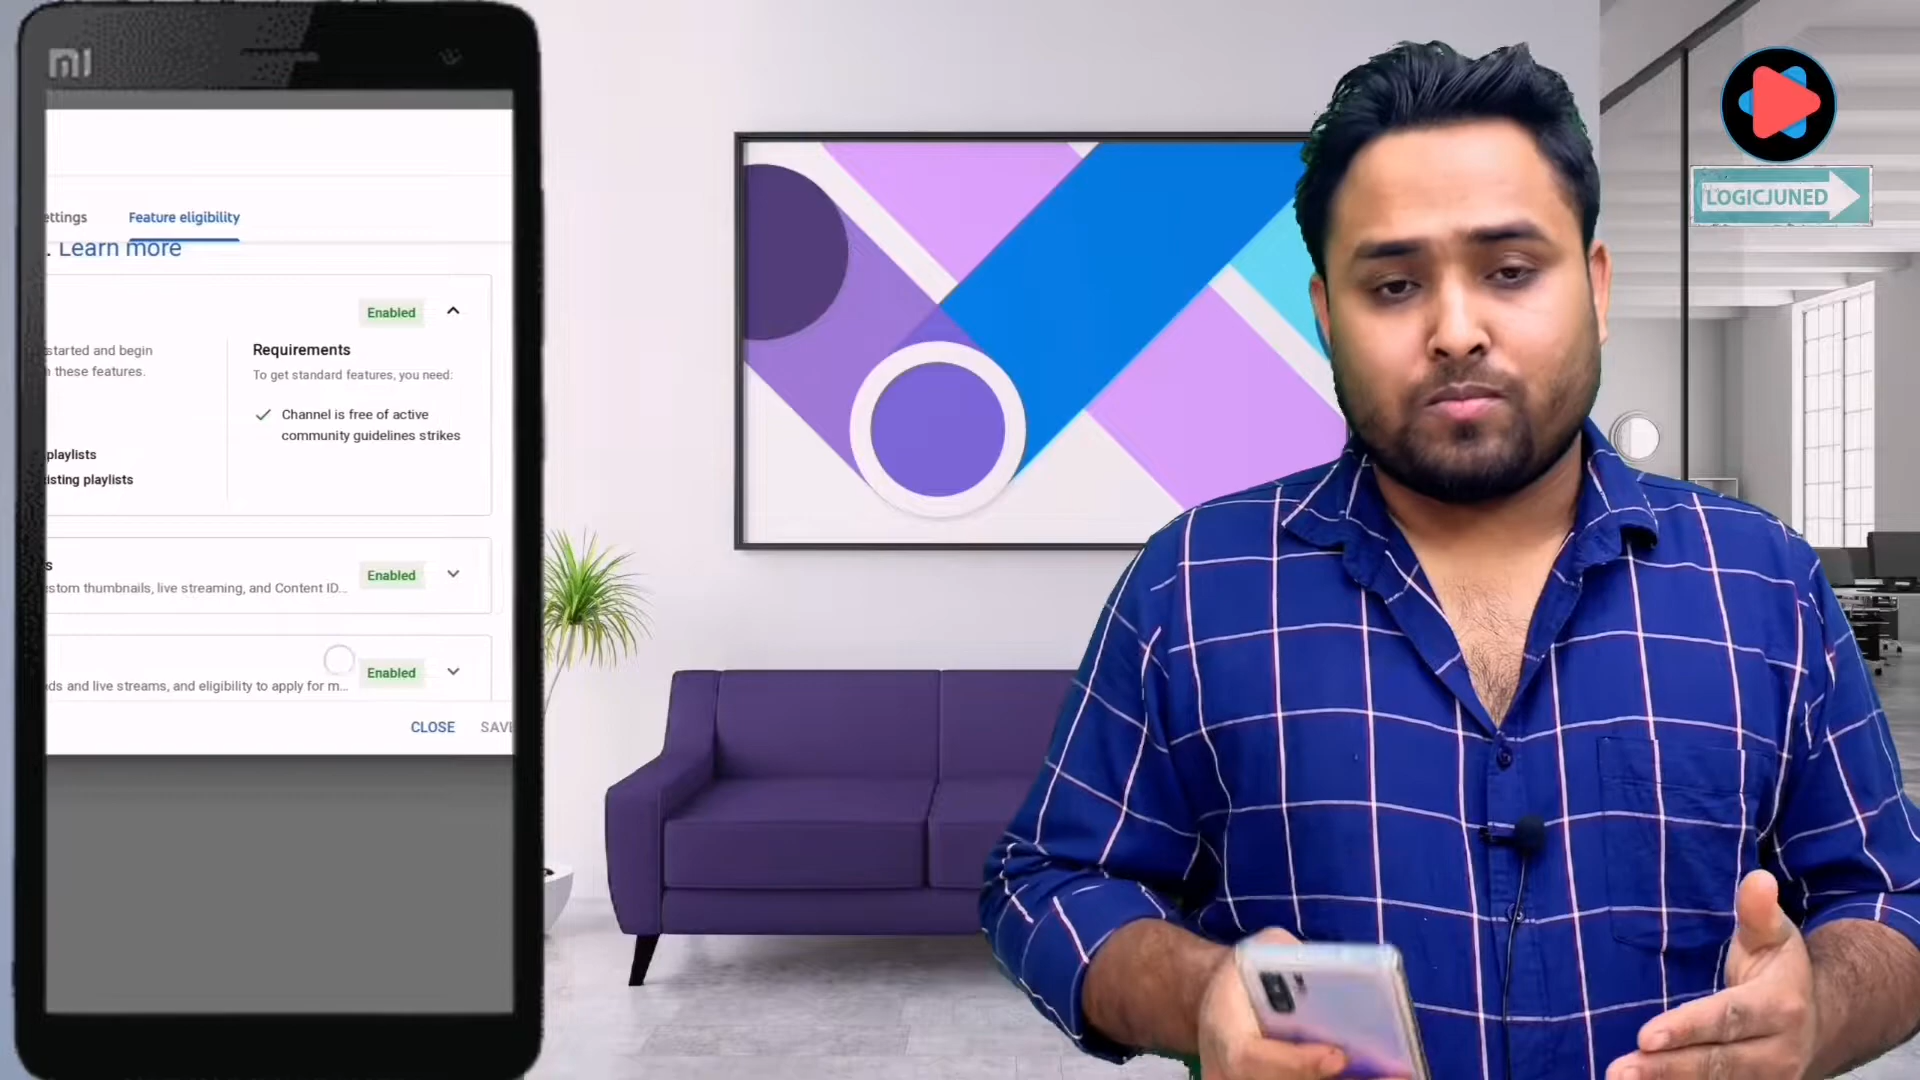 mi
ettings Feature eligibility
. Learn more
Enabled
started and begin
these features.
Requirements
To get standard features, you need:
Channel is free of active
community guidelines strikes
playlists
isting playlists
s
Enabled
stom thumbnails, live streaming, and Content ID...
Enabled
ds and live streams, and eligibility to apply for m...
CLOSE SAVE
LOGICJUNED